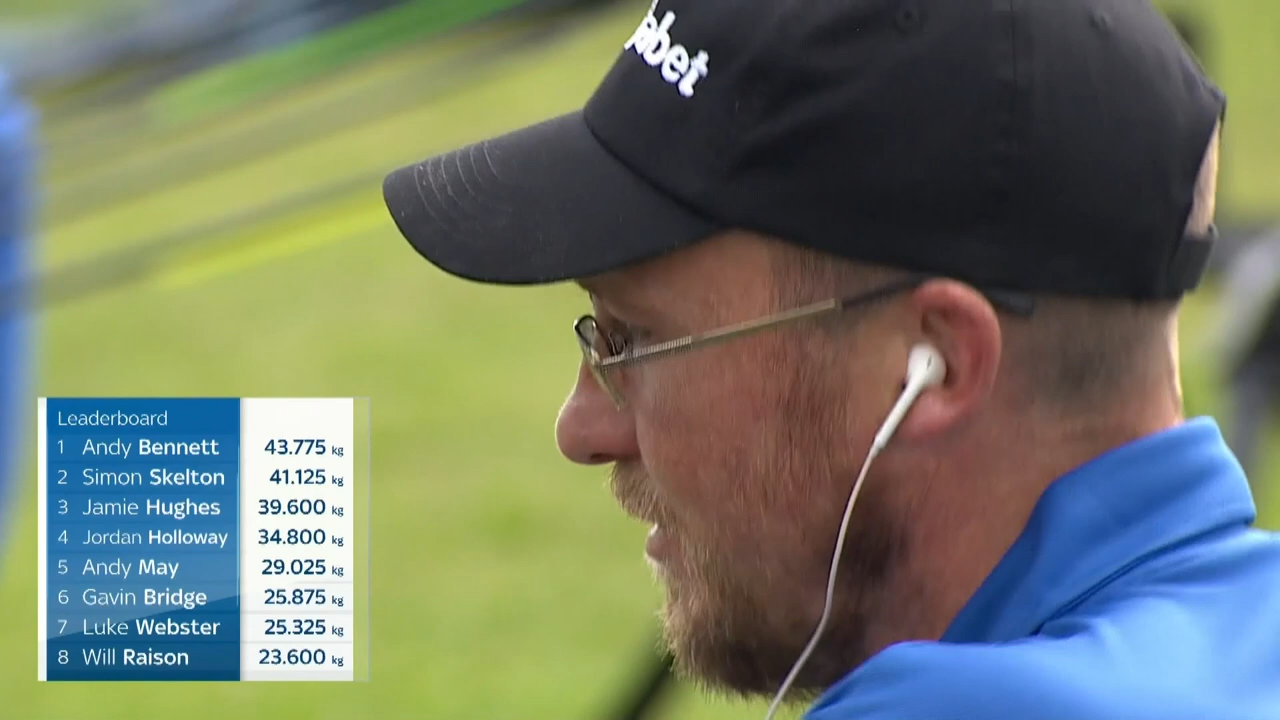 Leaderboard
1 Andy Bennett 43.775 kg
2 Simon Skelton 41.125 kg
3 Jamie Hughes 39.600 kg
4 Jordan Holloway 34.800 kg
5 Andy May 29.025 kg
6 Gavin Bridge 25.875 kg
7 Luke Webster 25.325 kg
8 Will Raison 23.600 kg